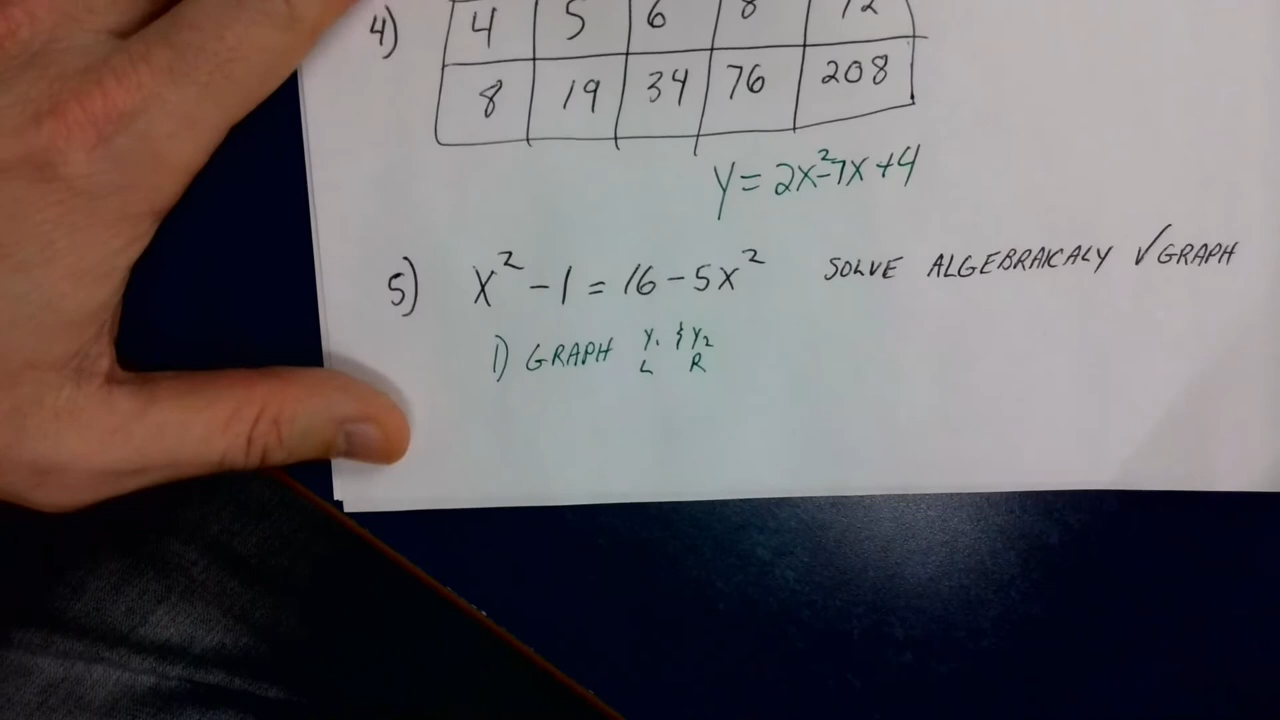 4) 4 5 6 8 12
8 19 34 76 208
y = 2x²-7x+4
5) x² - 1 = 16 - 5x² SOLVE ALGEBRAICALY √GRAPH
1) GRAPH Y₁ & Y₂
L R